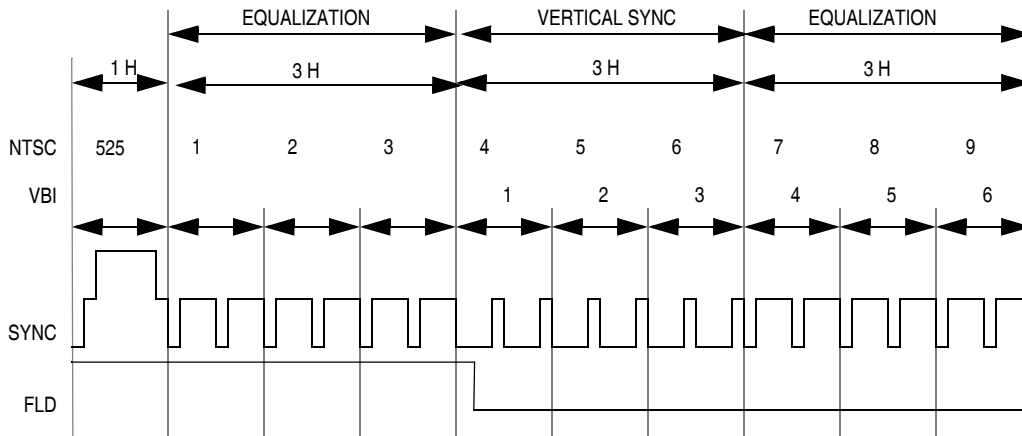 EQUALIZATION VERTICAL SYNC EQUALIZATION
1 H 3 H 3 H 3 H
NTSC 525 1 2 3 4 5 6 7 8 9
VBI 1 2 3 4 5 6
SYNC
FLD